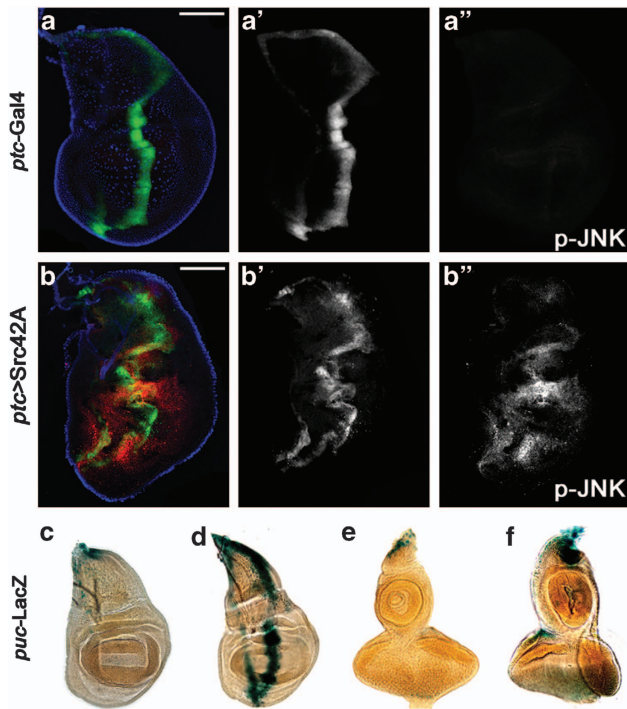 a
a'
a"
ptc-Gal4
p-JNK
b
b'
b"
ptc>Src42A
p-JNK
c
d
e
f
puc-LacZ